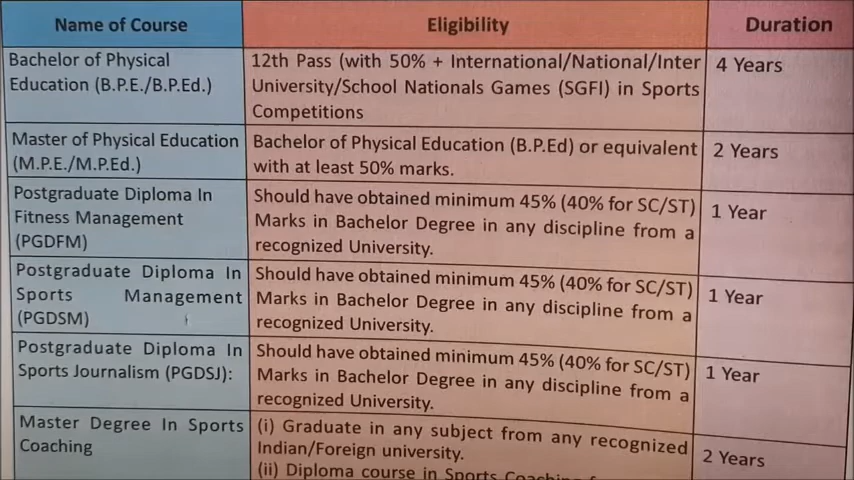 Name of Course
Eligibility
Duration
Bachelor of Physical
Education (B.P.E./B.P.Ed.)
12th Pass (with 50% + International/National/Inter
University/School Nationals Games (SGFI) in Sports
Competitions
4 Years
Master of Physical Education
(M.P.E./M.P.Ed.)
Bachelor of Physical Education (B.P.Ed) or equivalent
with at least 50% marks.
2 Years
Postgraduate Diploma In
Fitness Management
(PGDFM)
Should have obtained minimum 45% (40% for SC/ST)
Marks in Bachelor Degree in any discipline from a
recognized University.
1 Year
Postgraduate Diploma In
Sports Management
(PGDSM)
Should have obtained minimum 45% (40% for SC/ST)
Marks in Bachelor Degree in any discipline from a
recognized University.
1 Year
Postgraduate Diploma In
Sports Journalism (PGDSJ):
Should have obtained minimum 45% (40% for SC/ST)
Marks in Bachelor Degree in any discipline from a
recognized University.
1 Year
Master Degree In Sports
Coaching
(i) Graduate in any subject from any recognized
Indian/Foreign university.
(ii) Diploma course in Sports Coaching
2 Years